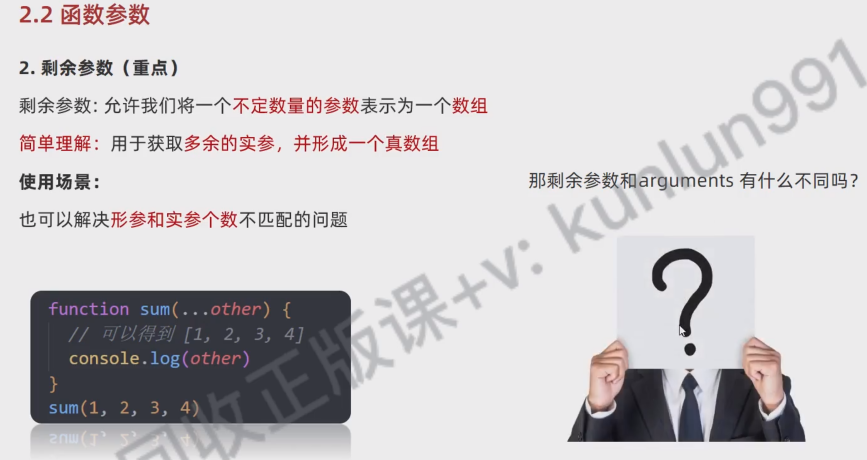 2.2 函数参数
2. 剩余参数（重点）
剩余参数: 允许我们将一个不定数量的参数表示为一个数组
简单理解：用于获取多余的实参，并形成一个真数组
使用场景：
也可以解决形参和实参个数不匹配的问题
那剩余参数和arguments 有什么不同吗？
function sum(...other) {
// 可以得到 [1, 2, 3, 4]
console.log(other)
}
sum(1, 2, 3, 4)
回收正版课+v: kunlun991